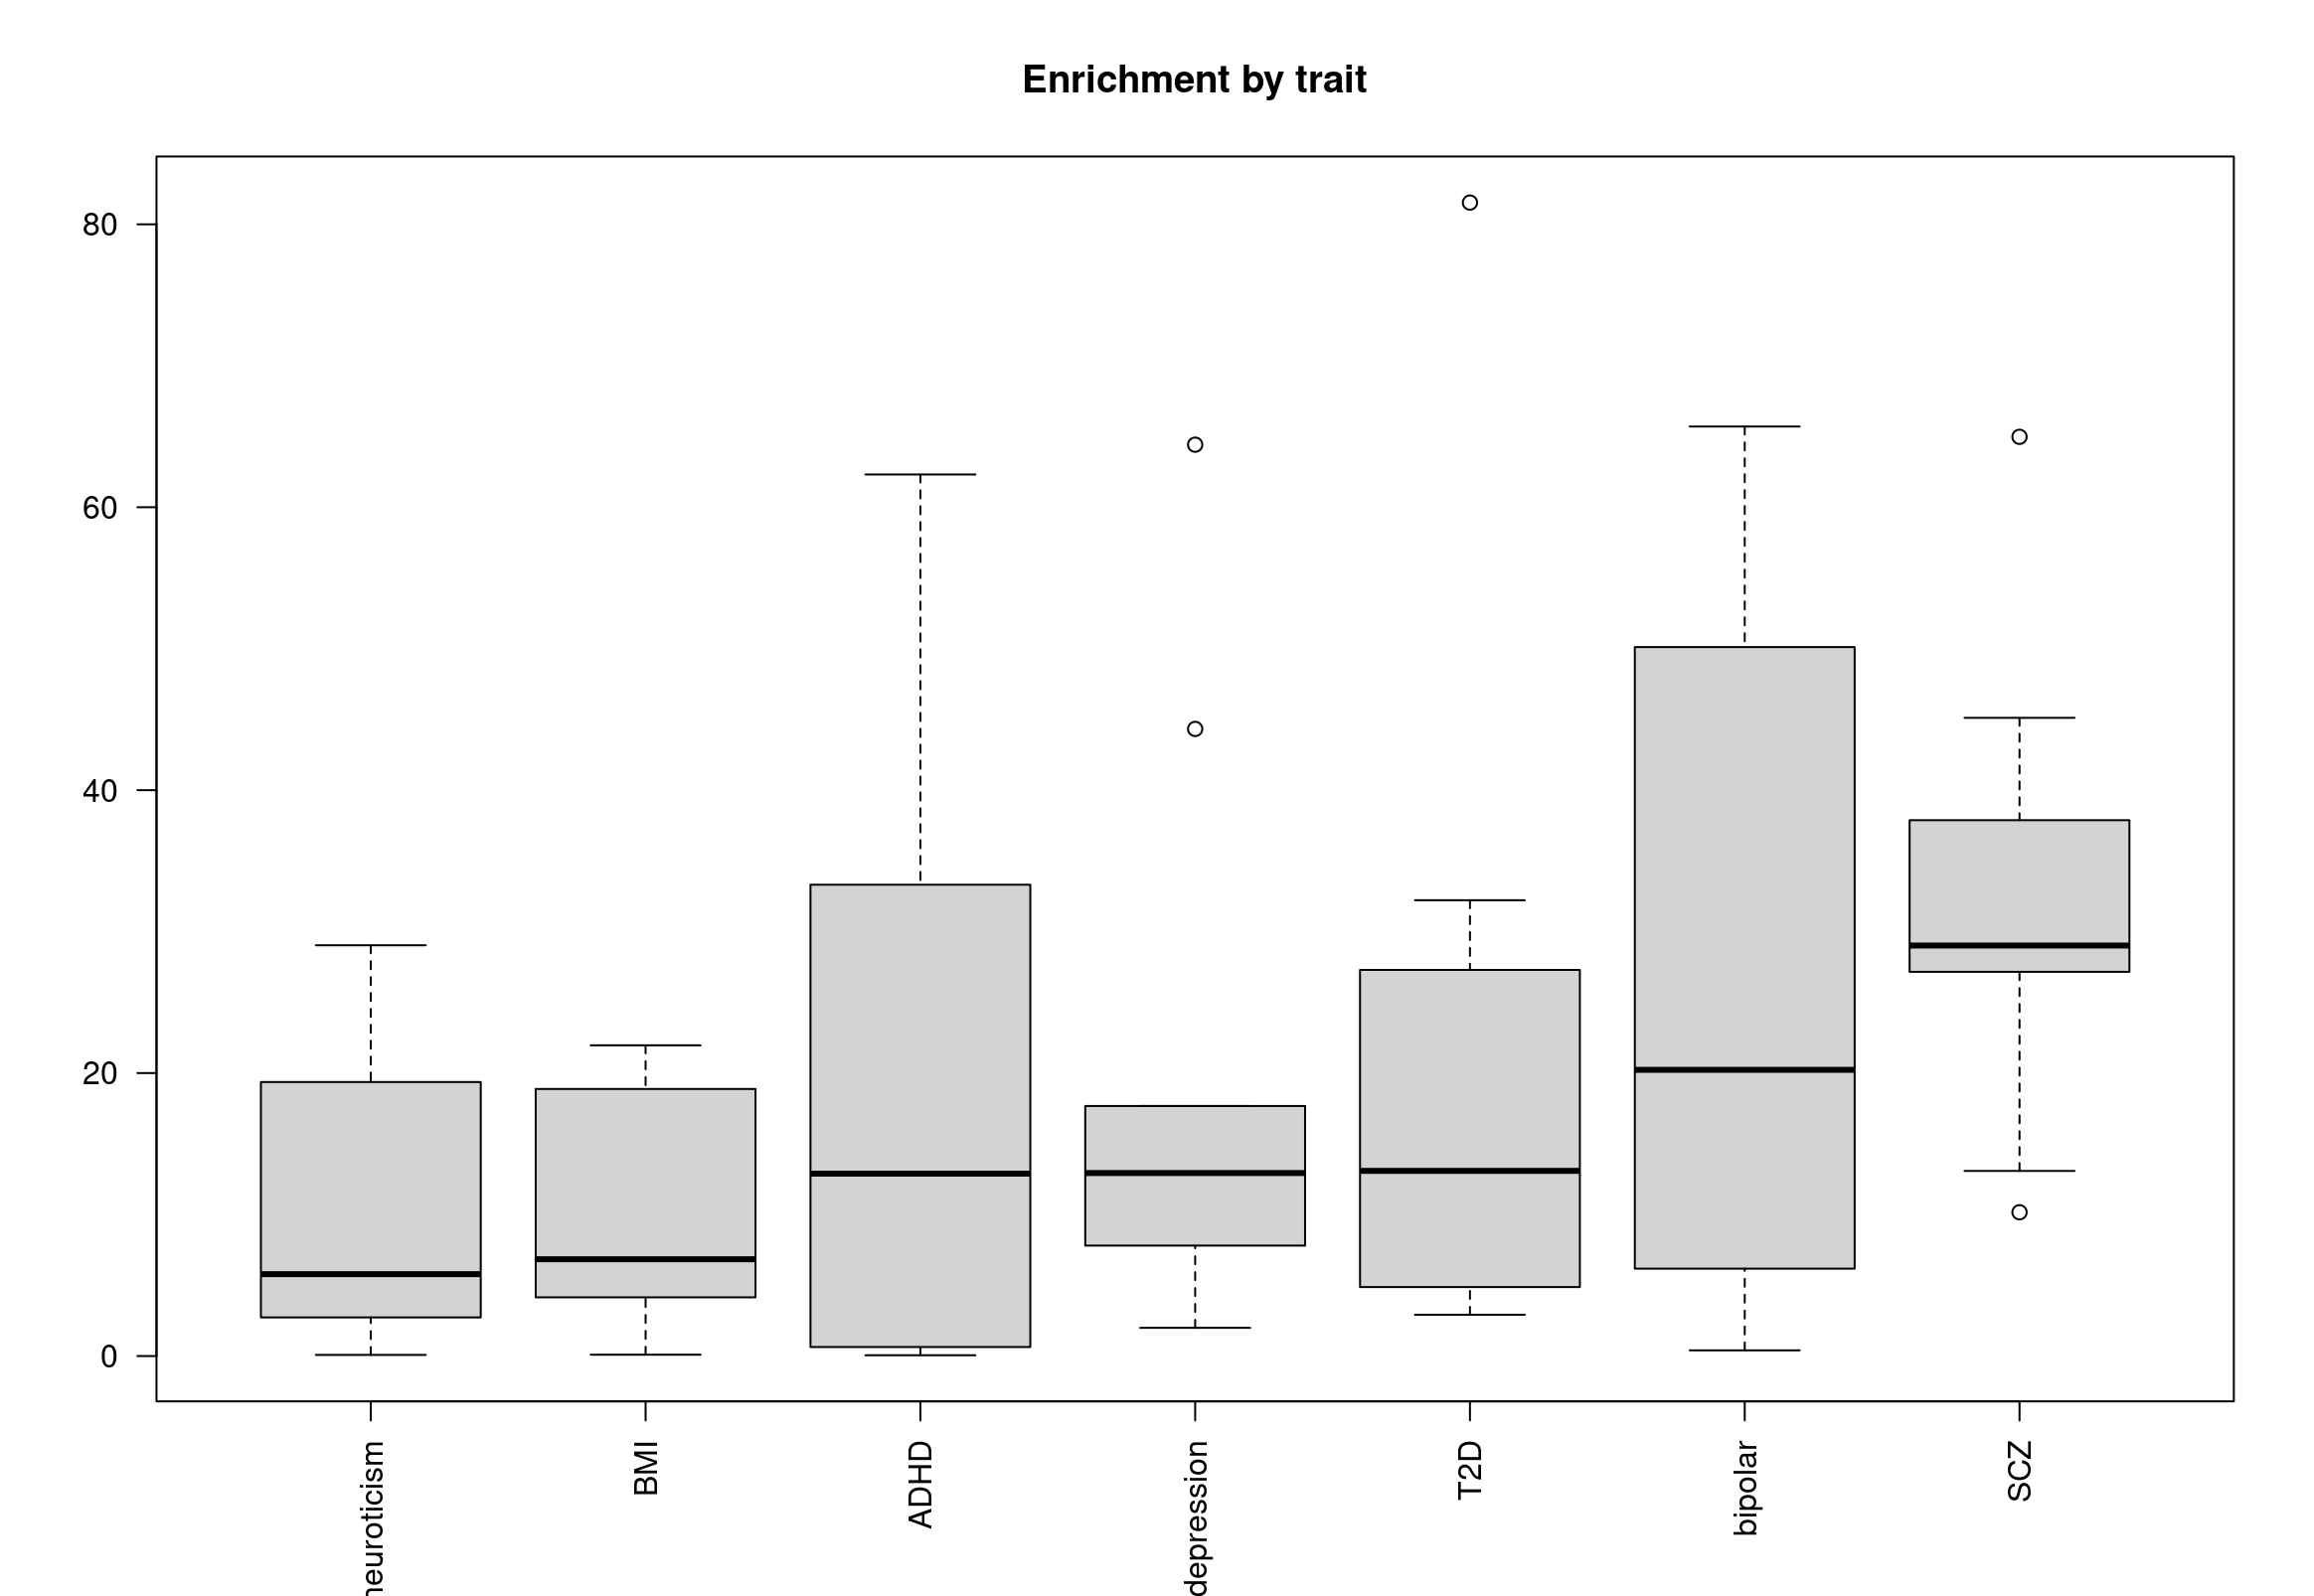 Enrichment by trait
80
60
40
20
0
neuroticism
BMI
ADHD
depression
T2D
bipolar
SCZ